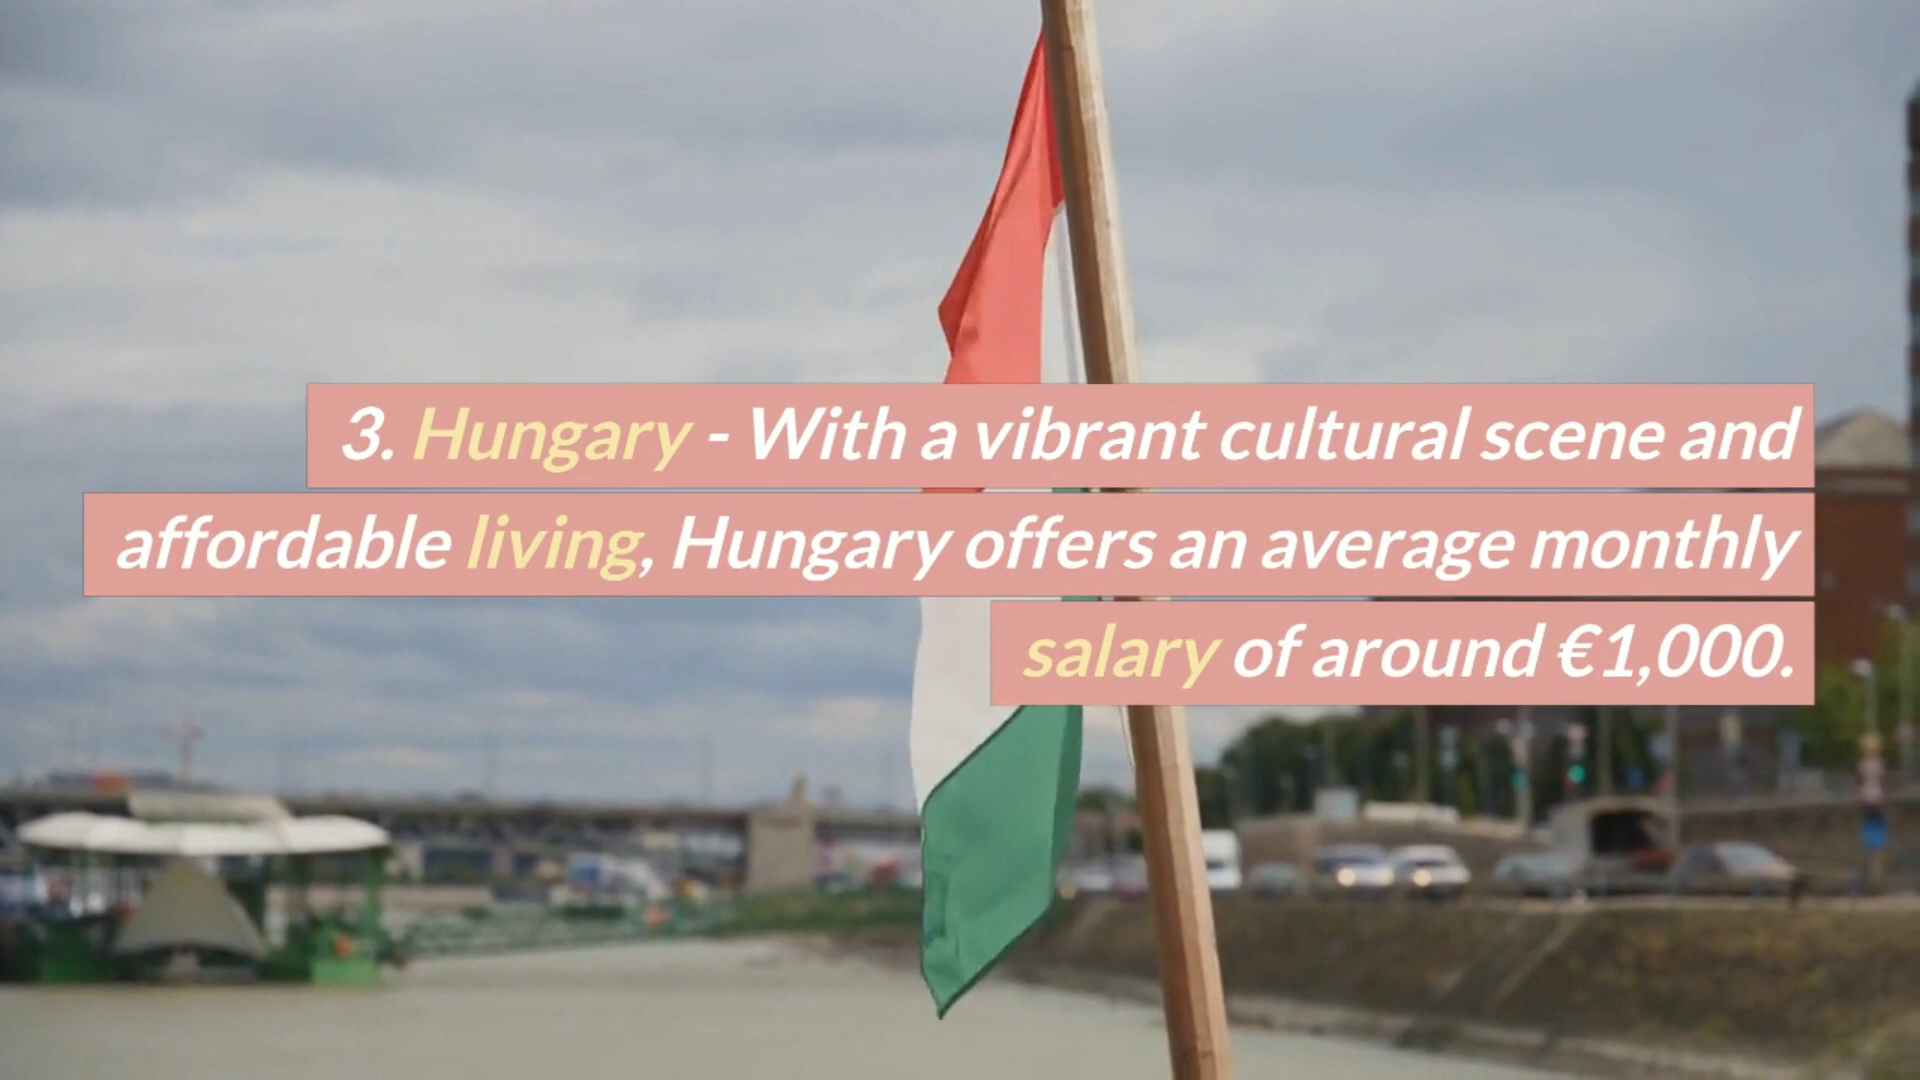 3. Hungary - With a vibrant cultural scene and
affordable living, Hungary offers an average monthly
salary of around €1,000.